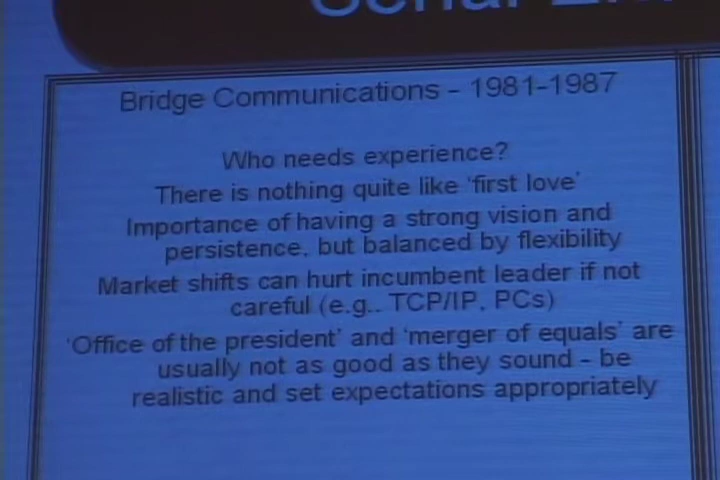 Serial
Bridge Communications - 1981-1987
Who needs experience?
There is nothing quite like 'first love'
Importance of having a strong vision and
persistence, but balanced by flexibility
Market shifts can hurt incumbent leader if not
careful (e.g., TCP/IP, PCs)
'Office of the president' and 'merger of equals' are
usually not as good as they sound - be
realistic and set expectations appropriately